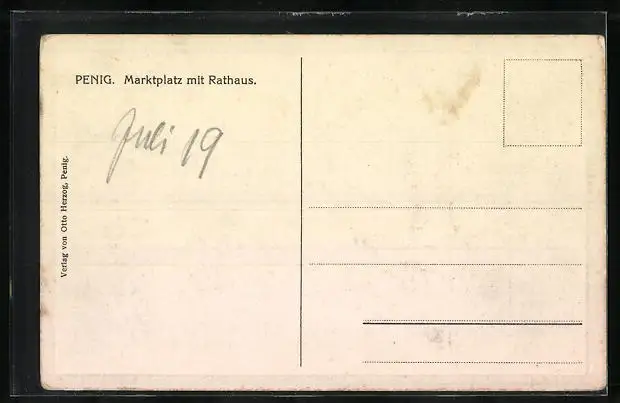 PENIG. Marktplatz mit Rathaus.
Juli 19
Verlag von Otto Herzog, Penig.